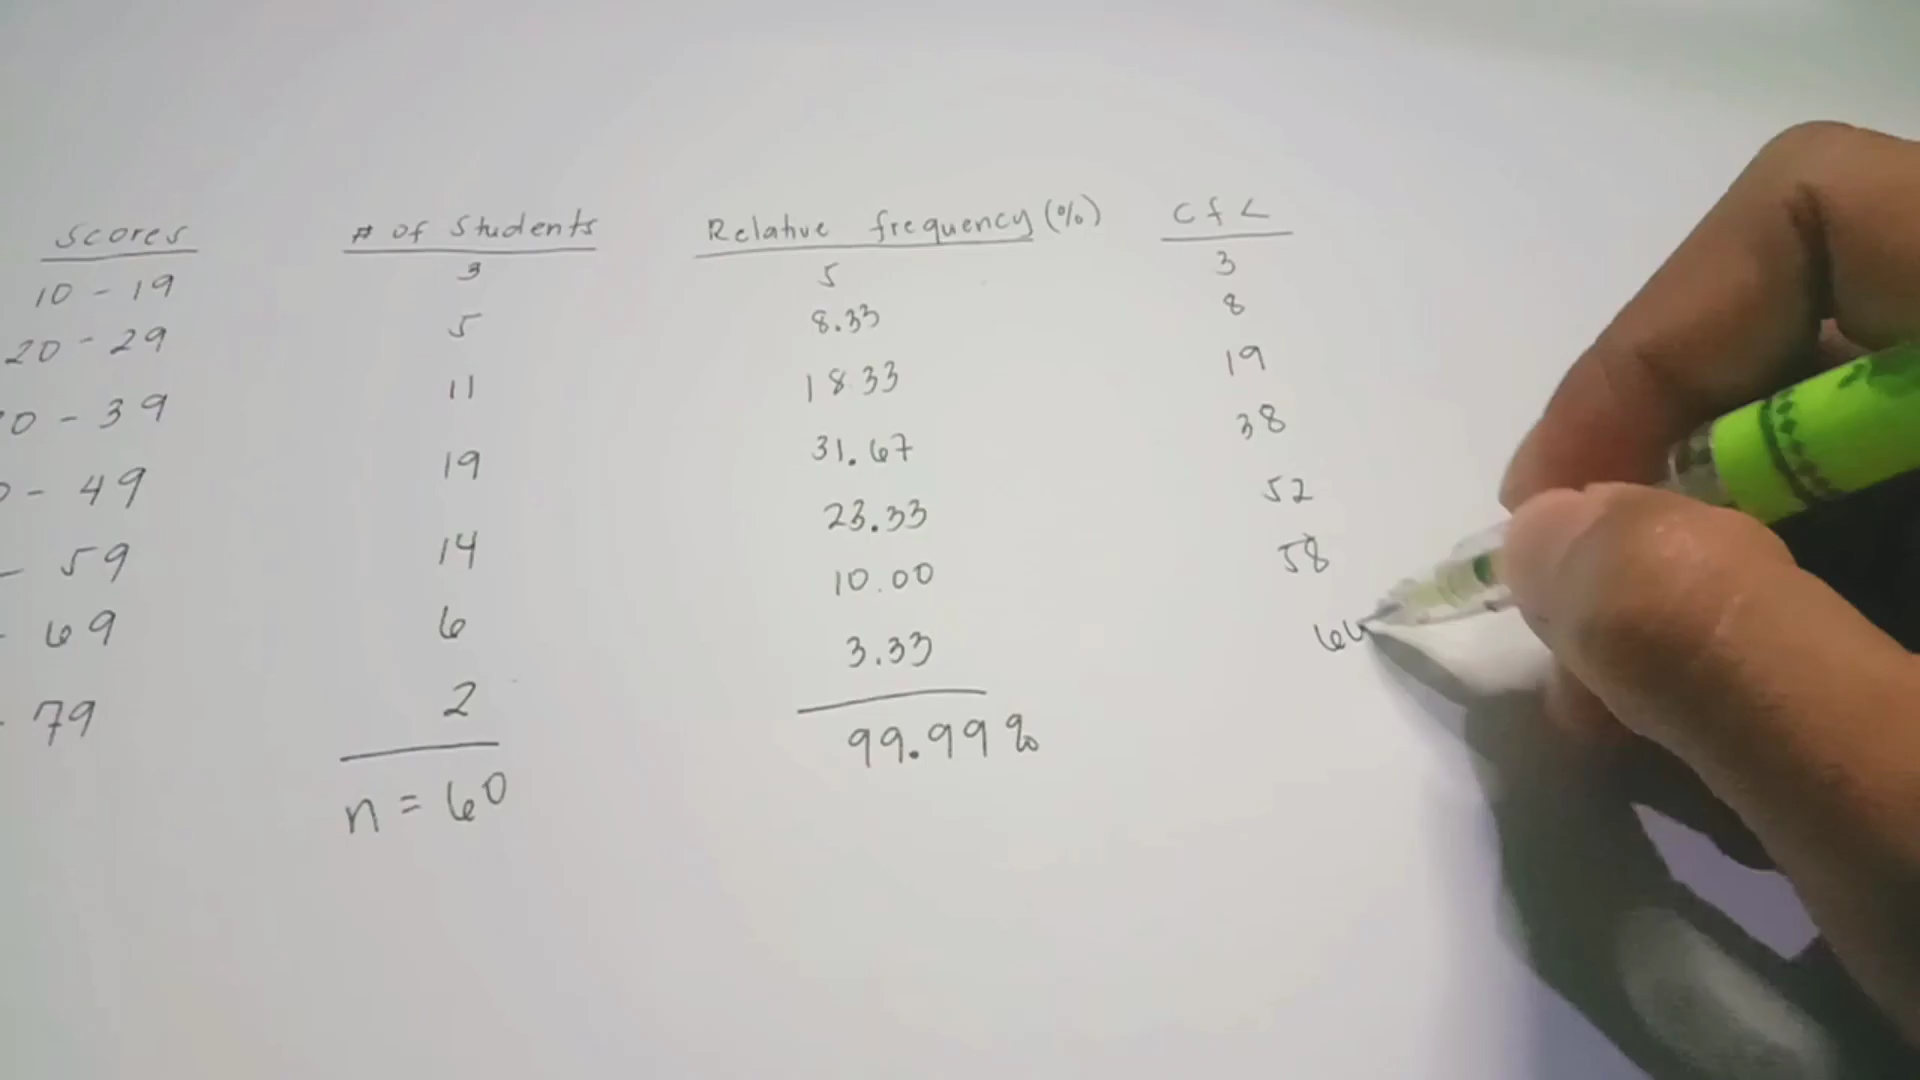 Scores # of Students Relative frequency (%) Cf <
10 - 19 3 5 3
20 - 29 5 8.33 8
0 - 39 11 18 33 19
- 49 19 31.67 38
- 59 14 23.33 52
- 69 6 10.00 58
- 79 2 3.33
n = 60 99.99%